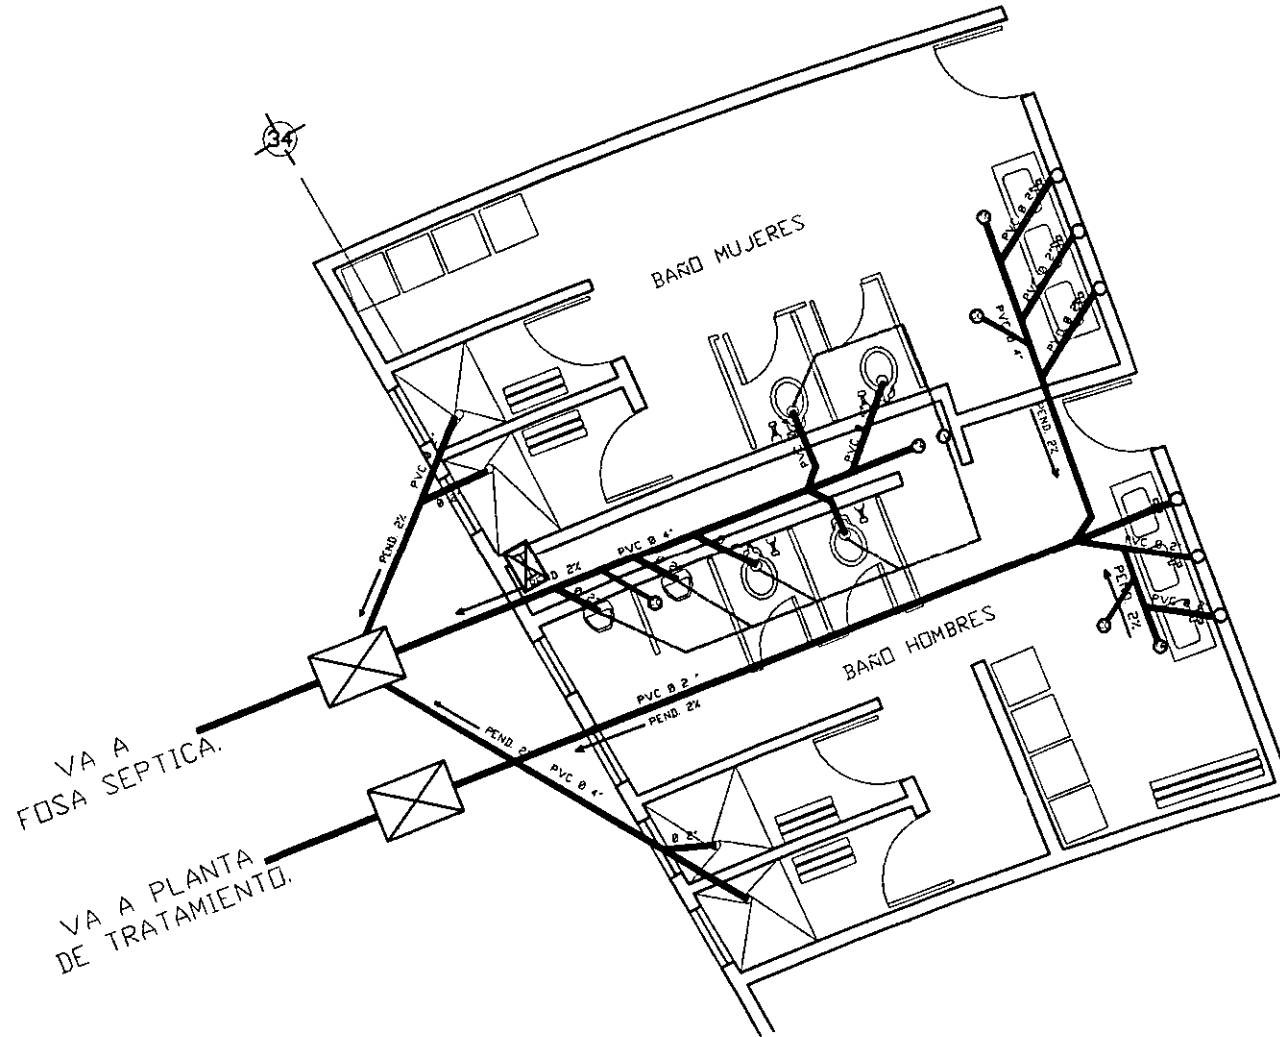 34
BAÑO MUJERES
PVC Ø 2"
PVC Ø 2"
PVC Ø 2"
PVC Ø 4"
PEND. 2%
PVC
Ø 2"
PEND. 2%
PVC
PVC Ø
PVC Ø 4"
PEND 2%
Ø 2"
PVC Ø 2"
PEND. 2%
PVC Ø 2"
BAÑO HOMBRES
PVC Ø 2"
PEND. 2%
PEND. 2%
PVC Ø 4"
Ø 2"
VA A
FOSA SEPTICA.
VA A PLANTA
DE TRATAMIENTO.